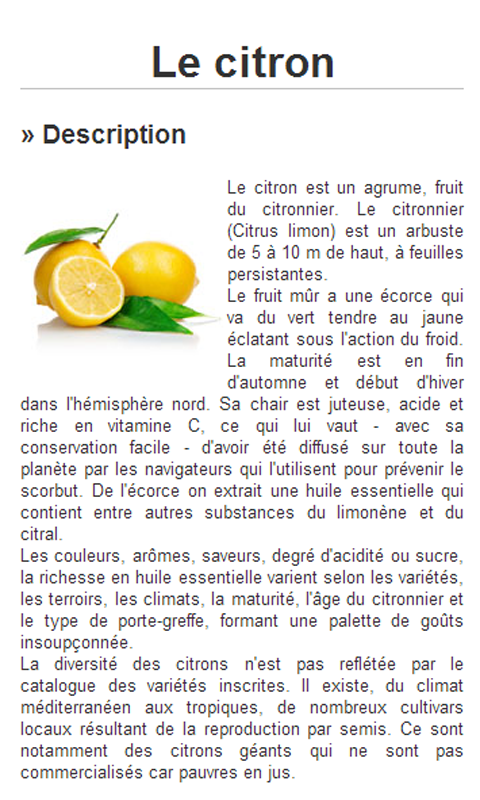 Le citron
» Description
Le citron est un agrume, fruit
du citronnier. Le citronnier
(Citrus limon) est un arbuste
de 5 à 10 m de haut, à feuilles
persistantes.
Le fruit mûr a une écorce qui
va du vert tendre au jaune
éclatant sous l'action du froid.
La maturité est en fin
d'automne et début d'hiver
dans l'hémisphère nord. Sa chair est juteuse, acide et
riche en vitamine C, ce qui lui vaut - avec sa
conservation facile - d'avoir été diffusé sur toute la
planète par les navigateurs qui l'utilisent pour prévenir le
scorbut. De l'écorce on extrait une huile essentielle qui
contient entre autres substances du limonène et du
citral.
Les couleurs, arômes, saveurs, degré d'acidité ou sucre,
la richesse en huile essentielle varient selon les variétés,
les terroirs, les climats, la maturité, l'âge du citronnier et
le type de porte-greffe, formant une palette de goûts
insoupçonnée.
La diversité des citrons n'est pas reflétée par le
catalogue des variétés inscrites. Il existe, du climat
méditerranéen aux tropiques, de nombreux cultivars
locaux résultant de la reproduction par semis. Ce sont
notamment des citrons géants qui ne sont pas
commercialisés car pauvres en jus.